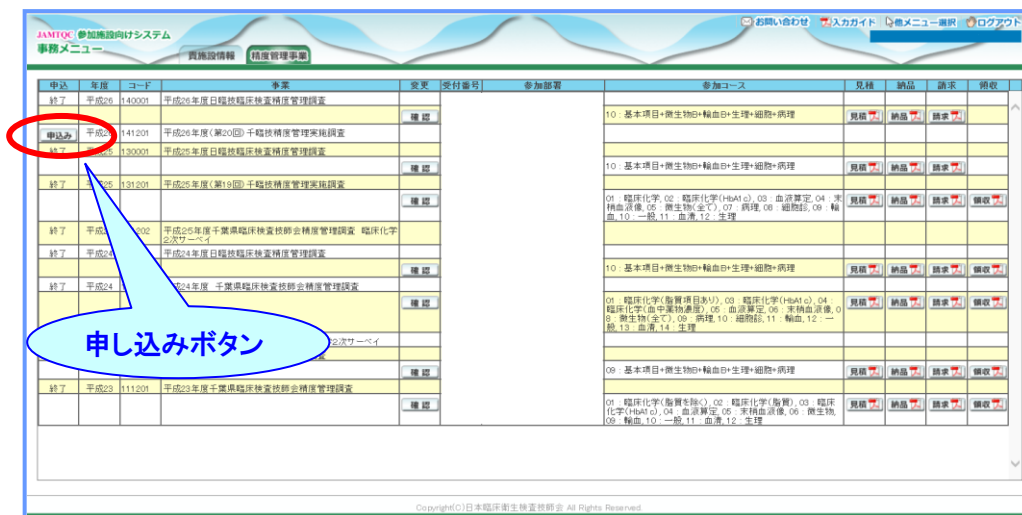 お問い合わせ 入力ガイド 他メニュー選択 ログアウト
JAMTQC 参加施設向けシステム
事務メニュー
貴施設情報 精度管理事業
申込 年度 コード 事業 変更 受付番号 参加部署 参加コース 見積 納品 請求 領収
終了 平成26 140001 平成26年度日臨技臨床検査精度管理調査
確認 10：基本項目+微生物B+輸血B+生理+細胞+病理 見積 納品 請求
申込み 平成26 141201 平成26年度(第20回)千臨技精度管理実施調査
終了 平成25 130001 平成25年度日臨技臨床検査精度管理調査
確認 10：基本項目+微生物B+輸血B+生理+細胞+病理 見積 納品 請求
終了 平成25 131201 平成25年度(第19回)千臨技精度管理実施調査
確認 01：臨床化学, 02：臨床化学(HbA1c), 03：血液算定, 04：末 見積 納品 請求 領収
梢血液像, 05：微生物(全て), 07：病理, 08：細胞診, 09：輸
血, 10：一般, 11：血清, 12：生理
終了 202 平成25年度千葉県臨床検査技師会精度管理調査 臨床化学
2次サーベイ
終了 平成24 平成24年度日臨技臨床検査精度管理調査
確認 10：基本項目+微生物B+輸血B+生理+細胞+病理 見積 納品 請求 領収
終了 平成24 24年度 千葉県臨床検査技師会精度管理調査
確認 01：臨床化学(脂質項目あり), 03：臨床化学(HbA1c), 04： 見積 納品 請求 領収
臨床化学(血中薬物濃度), 05：血液算定, 06：末梢血液像, 0
8：微生物(全て), 09：病理, 10：細胞診, 11：輸血, 12：一
般, 13：血清, 14：生理
申し込みボタン
2次サーベイ
確認 09：基本項目+微生物B+輸血B+生理+細胞+病理 見積 納品 請求 領収
終了 平成23 111201 平成23年度千葉県臨床検査技師会精度管理調査
確認 01：臨床化学(脂質を除く), 02：臨床化学(脂質), 03：臨床 見積 納品 請求 領収
化学(HbA1c), 04：血液算定, 05：末梢血液像, 06：微生物,
09：輸血, 10：一般, 11：血清, 12：生理
Copyright(C)日本臨床衛生検査技師会 All Rights Reserved.